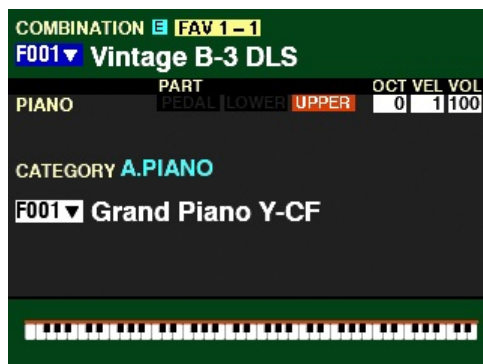 COMBINATION E FAV 1-1
F001▼ Vintage B-3 DLS
PART OCT VEL VOL
PIANO PEDAL LOWER UPPER 0 1 100
CATEGORY A.PIANO
F001▼ Grand Piano Y-CF